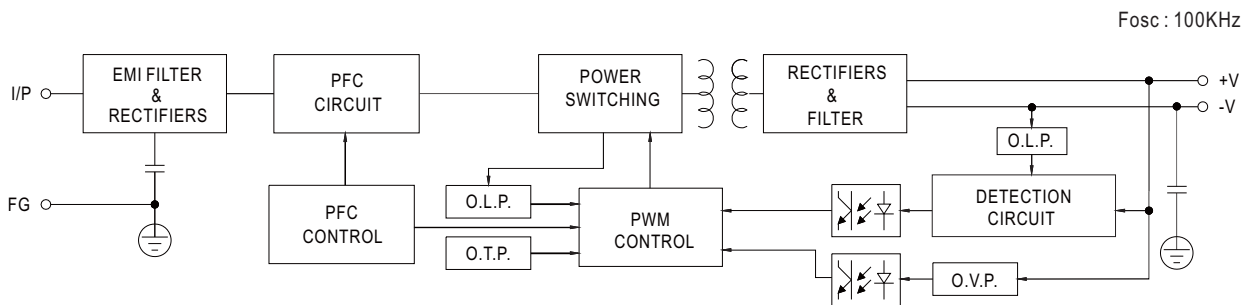 Fosc : 100KHz
I/P
EMI FILTER
&
RECTIFIERS
PFC
CIRCUIT
POWER
SWITCHING
RECTIFIERS
&
FILTER
+V
-V
O.L.P.
DETECTION
CIRCUIT
FG
PFC
CONTROL
O.L.P.
O.T.P.
PWM
CONTROL
O.V.P.